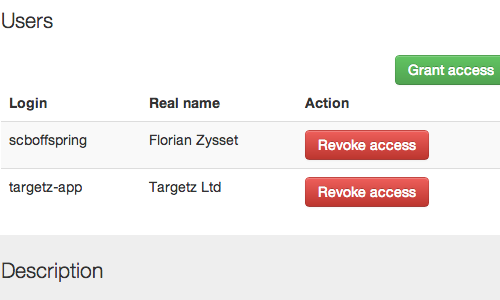 Users
Grant access
Login Real name Action
scboffspring Florian Zysset Revoke access
targetz-app Targetz Ltd Revoke access
Description